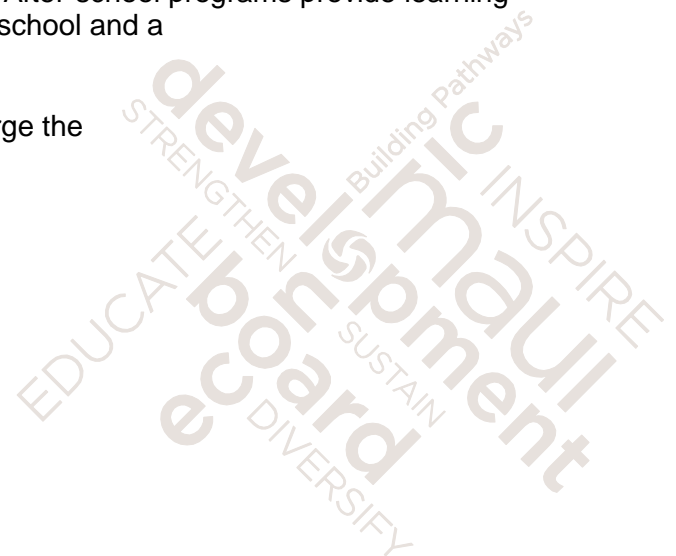 After-school programs provide learning
school and a
rge the
Building Pathways
STRENGTHEN
INSPIRE
EDUCATE
SUSTAIN
DIVERSIFY
maui
economic
development
board